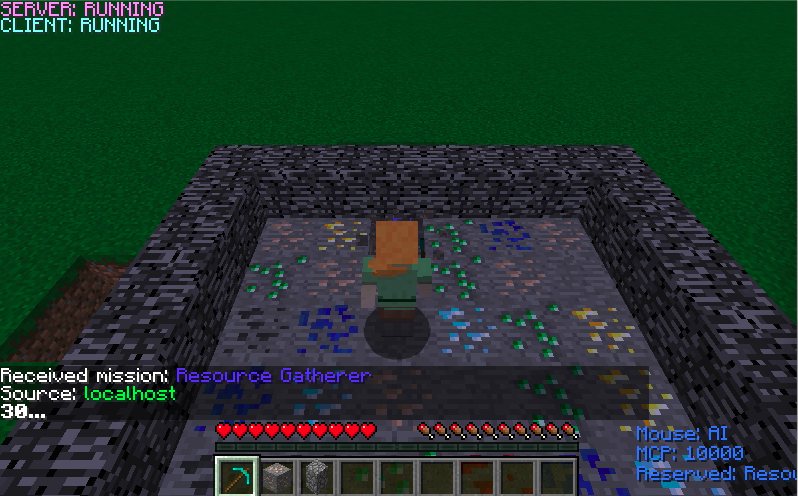 SERVER: RUNNING
CLIENT: RUNNING
Received mission: Resource Gatherer
Source: localhost
30...
Mouse: AI
MCP: 10000
Reserved: Resou